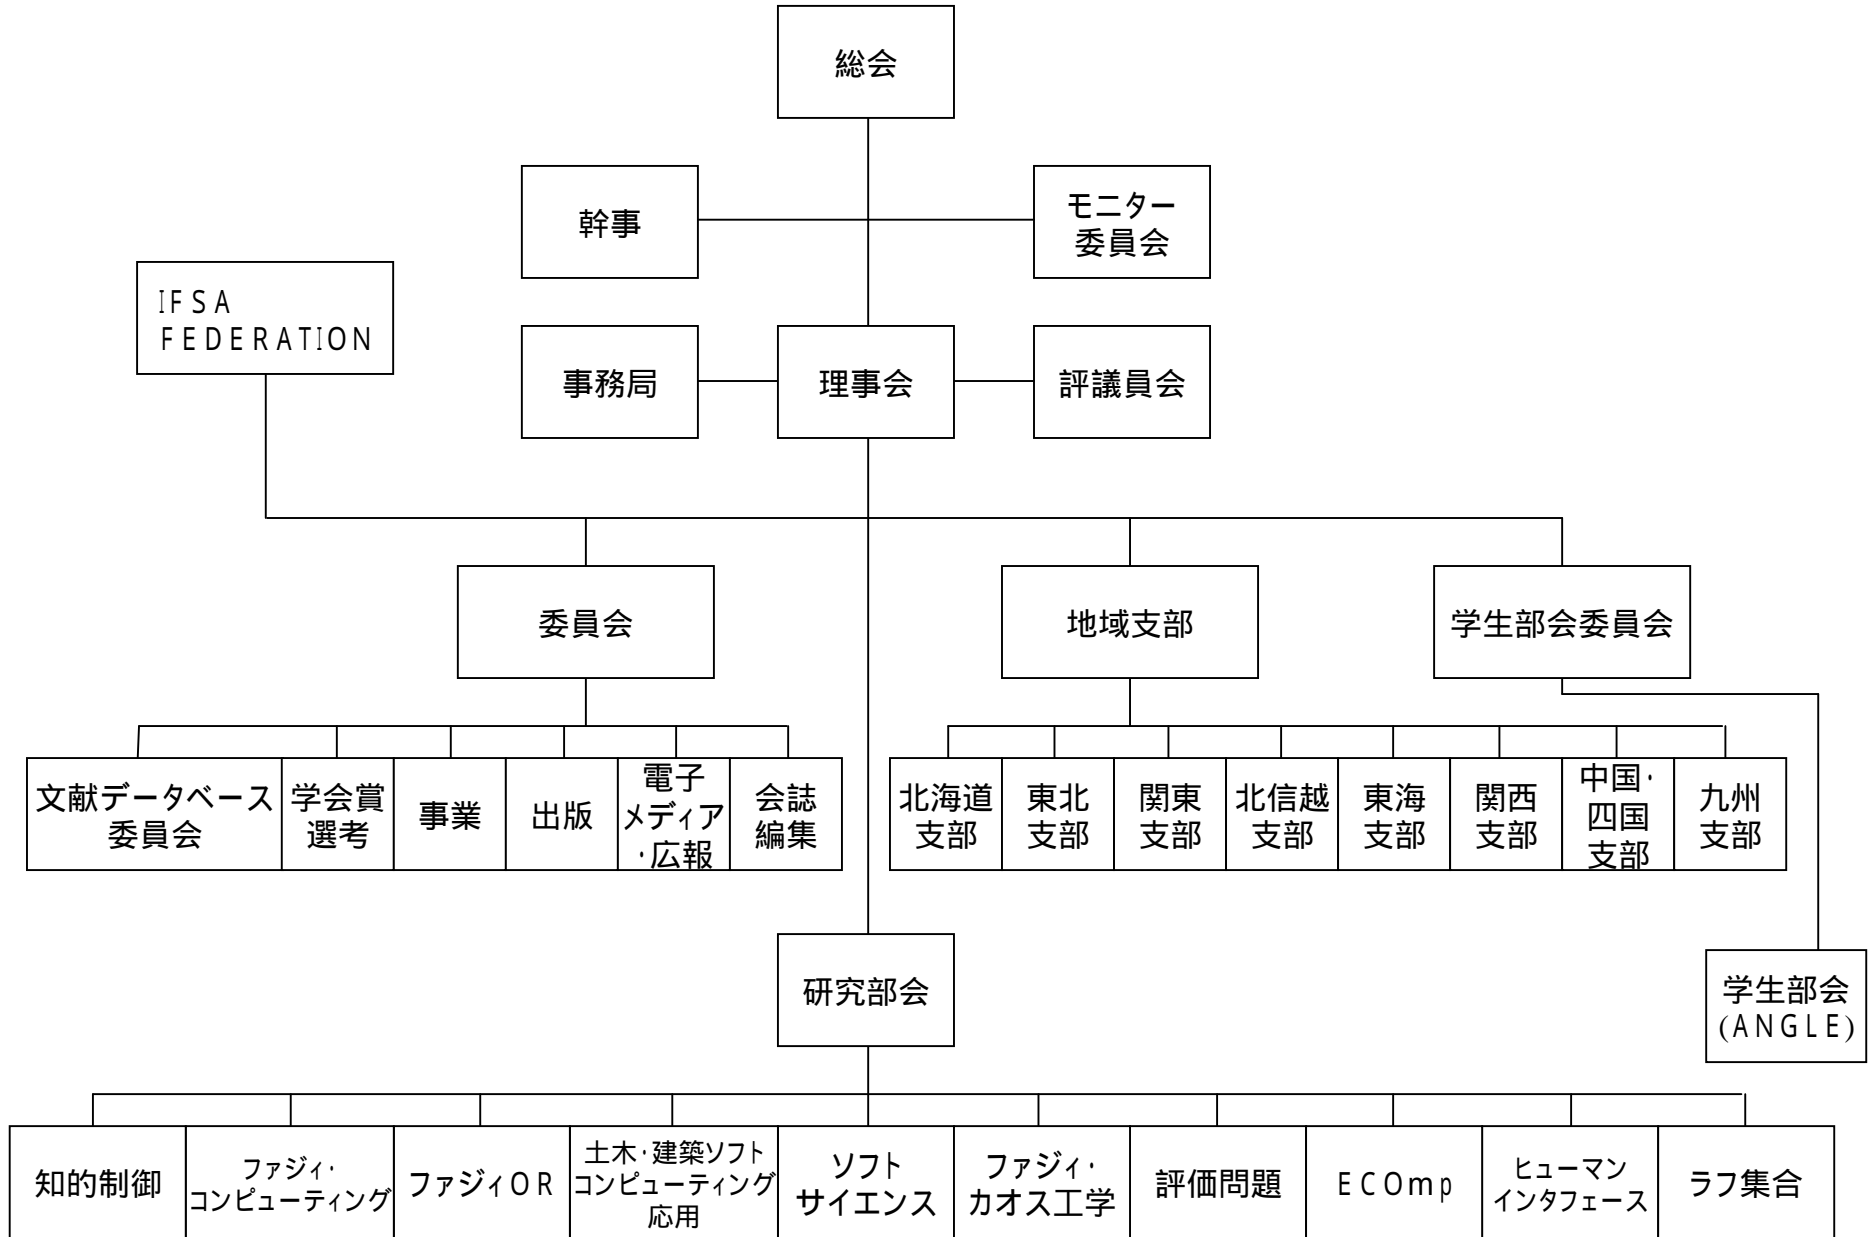 総会
幹事
モニター
委員会
IFSA
FEDERATION
事務局
理事会
評議員会
委員会
地域支部
学生部会委員会
文献データベース
委員会
学会賞
選考
事業
出版
電子
メディア
・広報
会誌
編集
北海道
支部
東北
支部
関東
支部
北信越
支部
東海
支部
関西
支部
中国・
四国
支部
九州
支部
研究部会
学生部会
(ANGLE)
知的制御
ファジィ・
コンピューティング
ファジィOR
土木・建築ソフト
コンピューティング
応用
ソフト
サイエンス
ファジィ・
カオス工学
評価問題
ECOmp
ヒューマン
インタフェース
ラフ集合